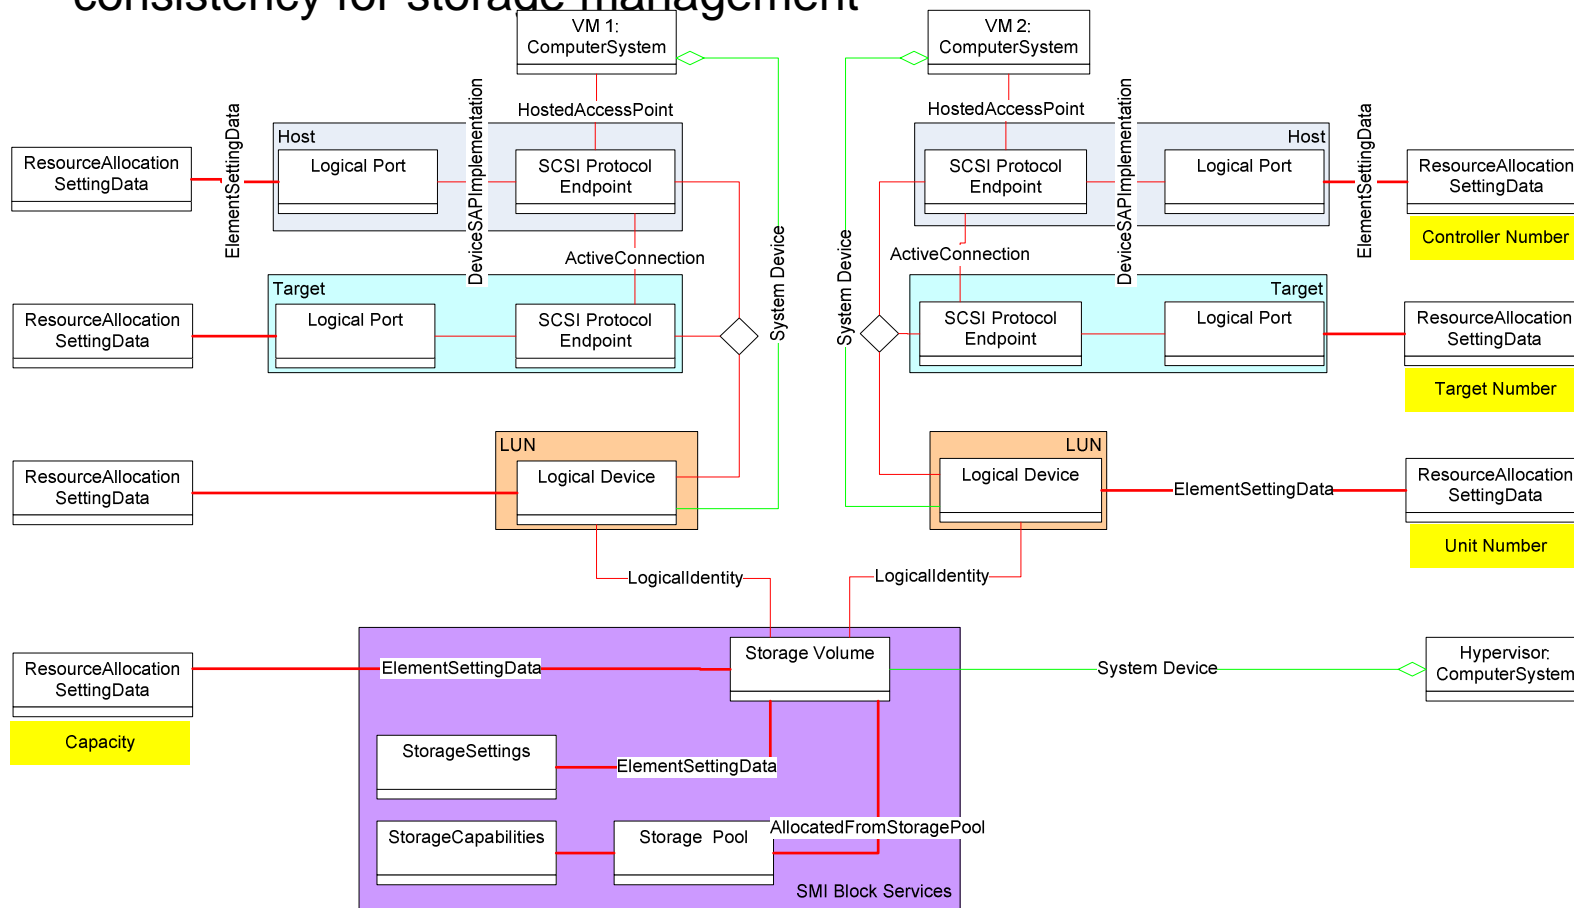 consistency for storage management
VM 1:
ComputerSystem
VM 2:
ComputerSystem
HostedAccessPoint
HostedAccessPoint
ElementSettingData
DeviceSAPImplementation
DeviceSAPImplementation
ElementSettingData
Host
Host
ResourceAllocation
SettingData
Logical Port
SCSI Protocol
Endpoint
SCSI Protocol
Endpoint
Logical Port
ResourceAllocation
SettingData
Controller Number
ActiveConnection
ActiveConnection
System Device
System Device
Target
Target
ResourceAllocation
SettingData
Logical Port
SCSI Protocol
Endpoint
SCSI Protocol
Endpoint
Logical Port
ResourceAllocation
SettingData
Target Number
LUN
LUN
ResourceAllocation
SettingData
Logical Device
Logical Device
ElementSettingData
ResourceAllocation
SettingData
Unit Number
LogicalIdentity
LogicalIdentity
ResourceAllocation
SettingData
ElementSettingData
Storage Volume
System Device
Hypervisor:
ComputerSystem
Capacity
StorageSettings
ElementSettingData
StorageCapabilities
Storage Pool
AllocatedFromStoragePool
SMI Block Services